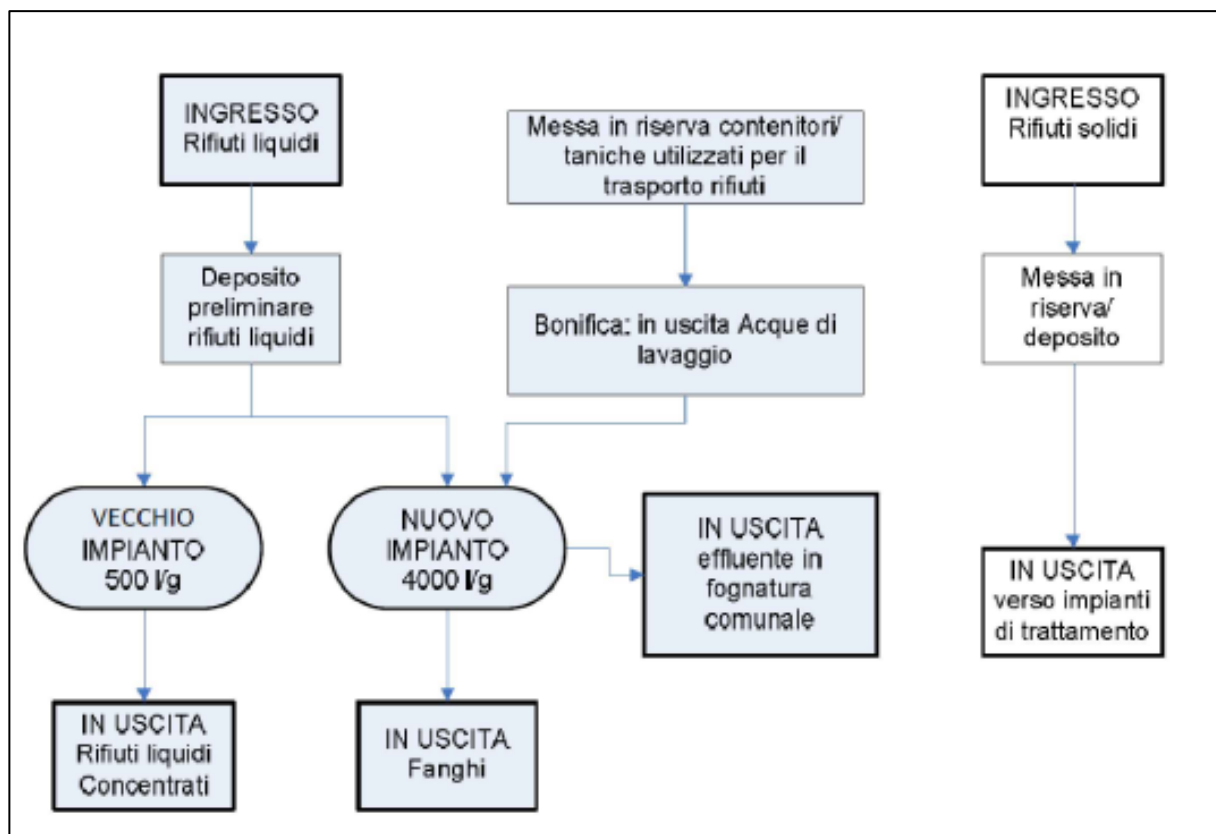 INGRESSO
Rifiuti liquidi
Messa in riserva contenitori/
taniche utilizzati per il
trasporto rifiuti
INGRESSO
Rifiuti solidi
Deposito
preliminare
rifiuti liquidi
Bonifica: in uscita Acque di
lavaggio
Messa in
riserva/
deposito
VECCHIO
IMPIANTO
500 l/g
NUOVO
IMPIANTO
4000 l/g
IN USCITA
effluente in
fognatura
comunale
IN USCITA
verso impianti
di trattamento
IN USCITA
Rifiuti liquidi
Concentrati
IN USCITA
Fanghi